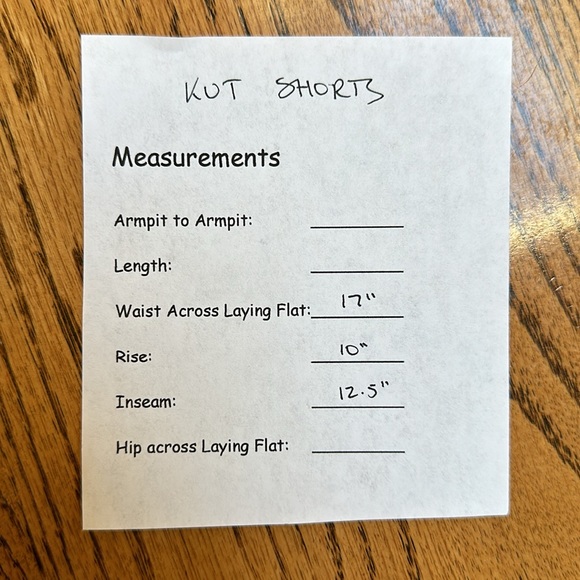 KUT SHORTS
Measurements
Armpit to Armpit:
Length:
Waist Across Laying Flat: 17"
Rise: 10"
Inseam: 12.5"
Hip across Laying Flat: